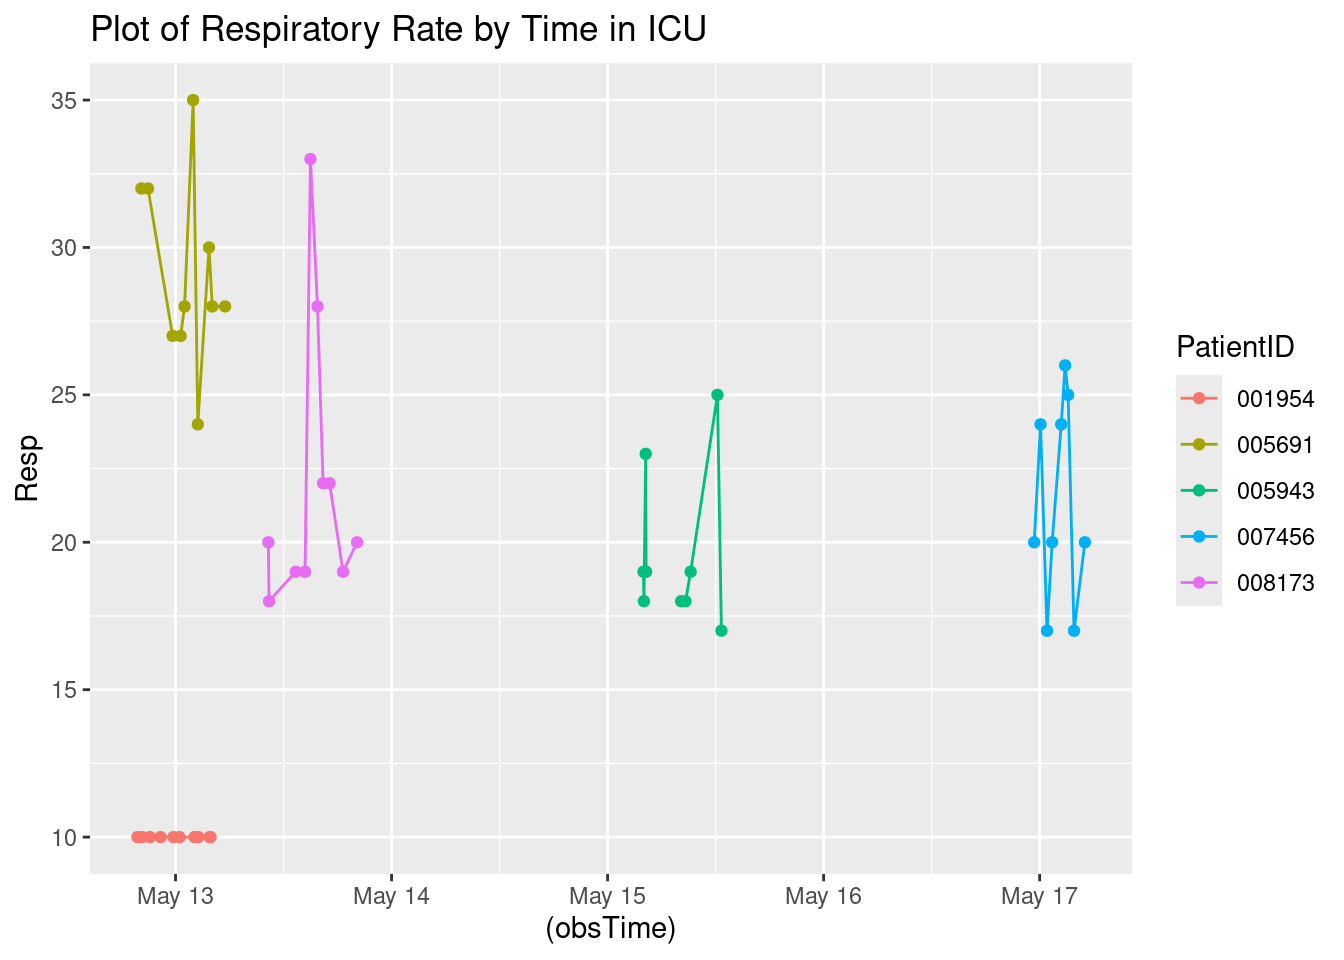 Plot of Respiratory Rate by Time in ICU
35
30
25
20
15
10
Resp
May 13
May 14
May 15
May 16
May 17
(obsTime)
PatientID
001954
005691
005943
007456
008173